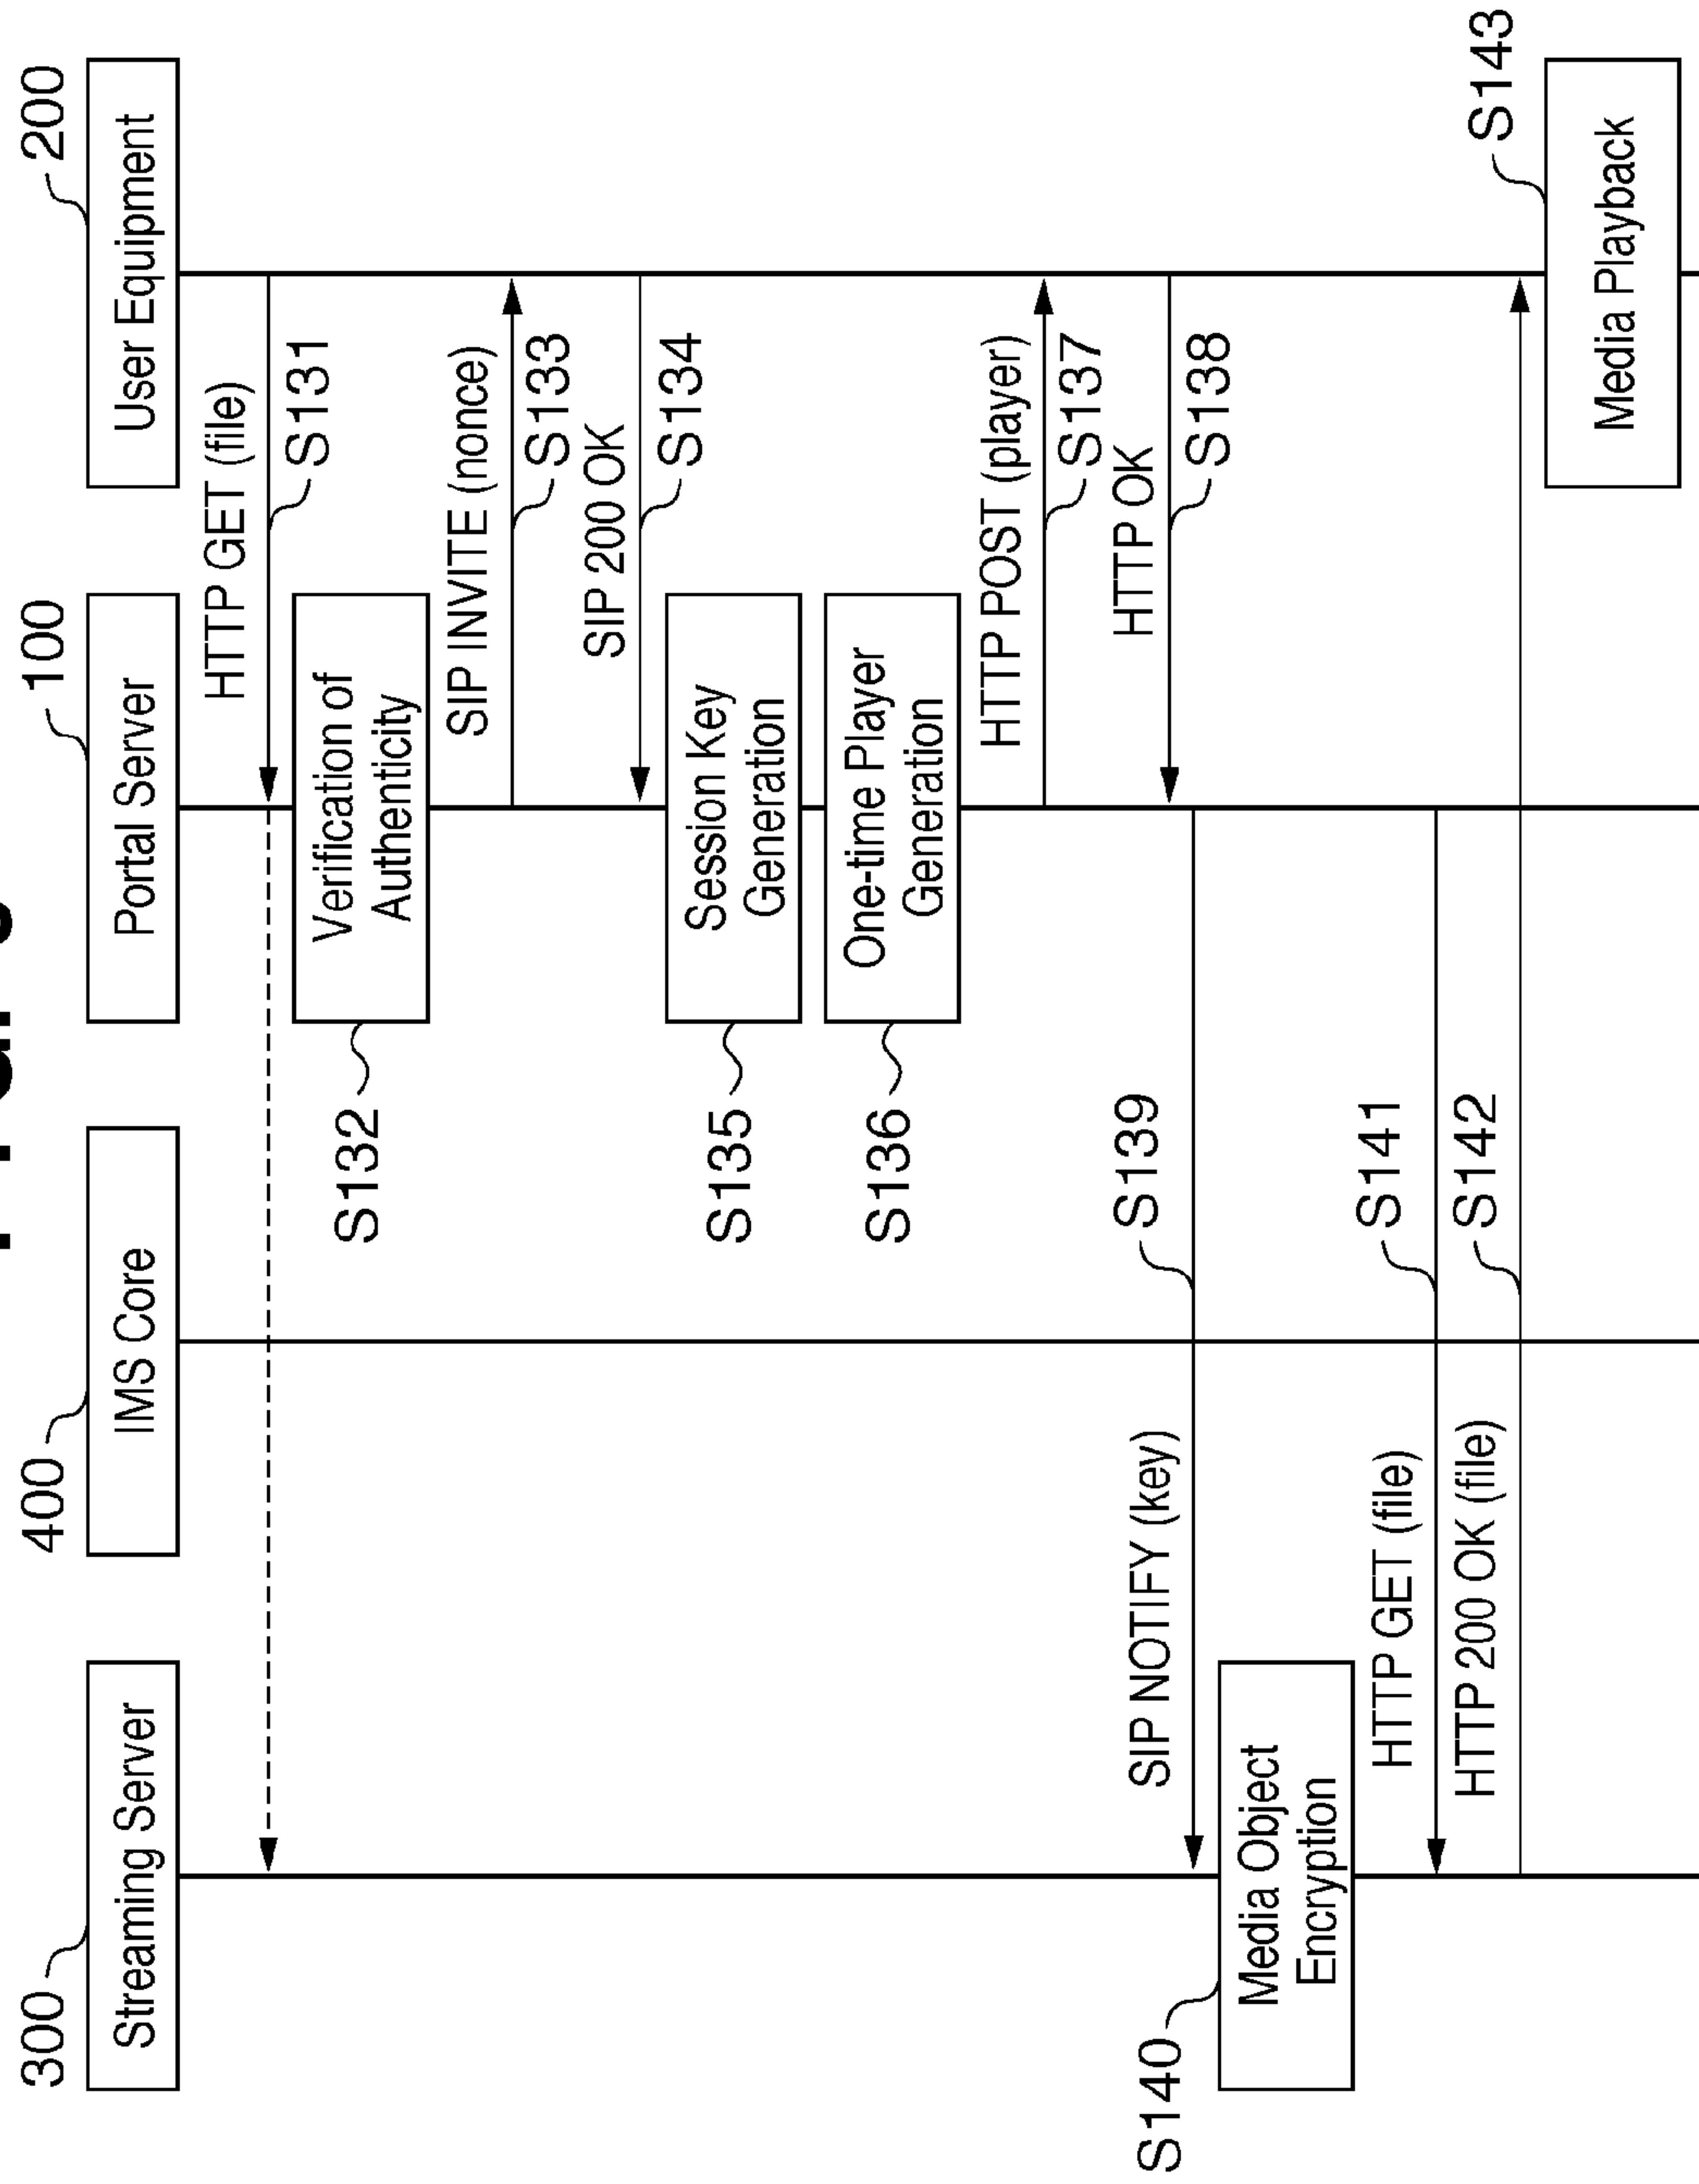 300
400
100
200
Streaming Server
IMS Core
Portal Server
User Equipment
HTTP GET (file)
S131
S132
Verification of
Authenticity
SIP INVITE (nonce)
S133
SIP 200 OK
S134
S135
Session Key
Generation
S136
One-time Player
Generation
HTTP POST (player)
S137
HTTP OK
S138
SIP NOTIFY (key)
S139
S140
Media Object
Encryption
HTTP GET (file)
S141
HTTP 200 OK (file)
S142
S143
Media Playback